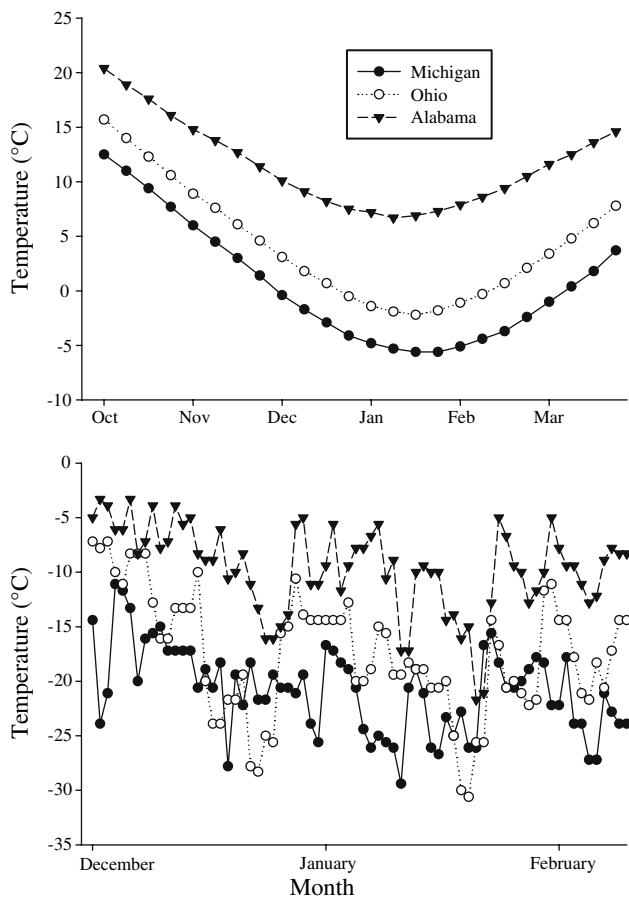 25
20
15
10
5
0
-5
-10
Temperature (°C)
Michigan
Ohio
Alabama
Oct Nov Dec Jan Feb Mar
0
-5
-10
-15
-20
-25
-30
-35
Temperature (°C)
December January February
Month